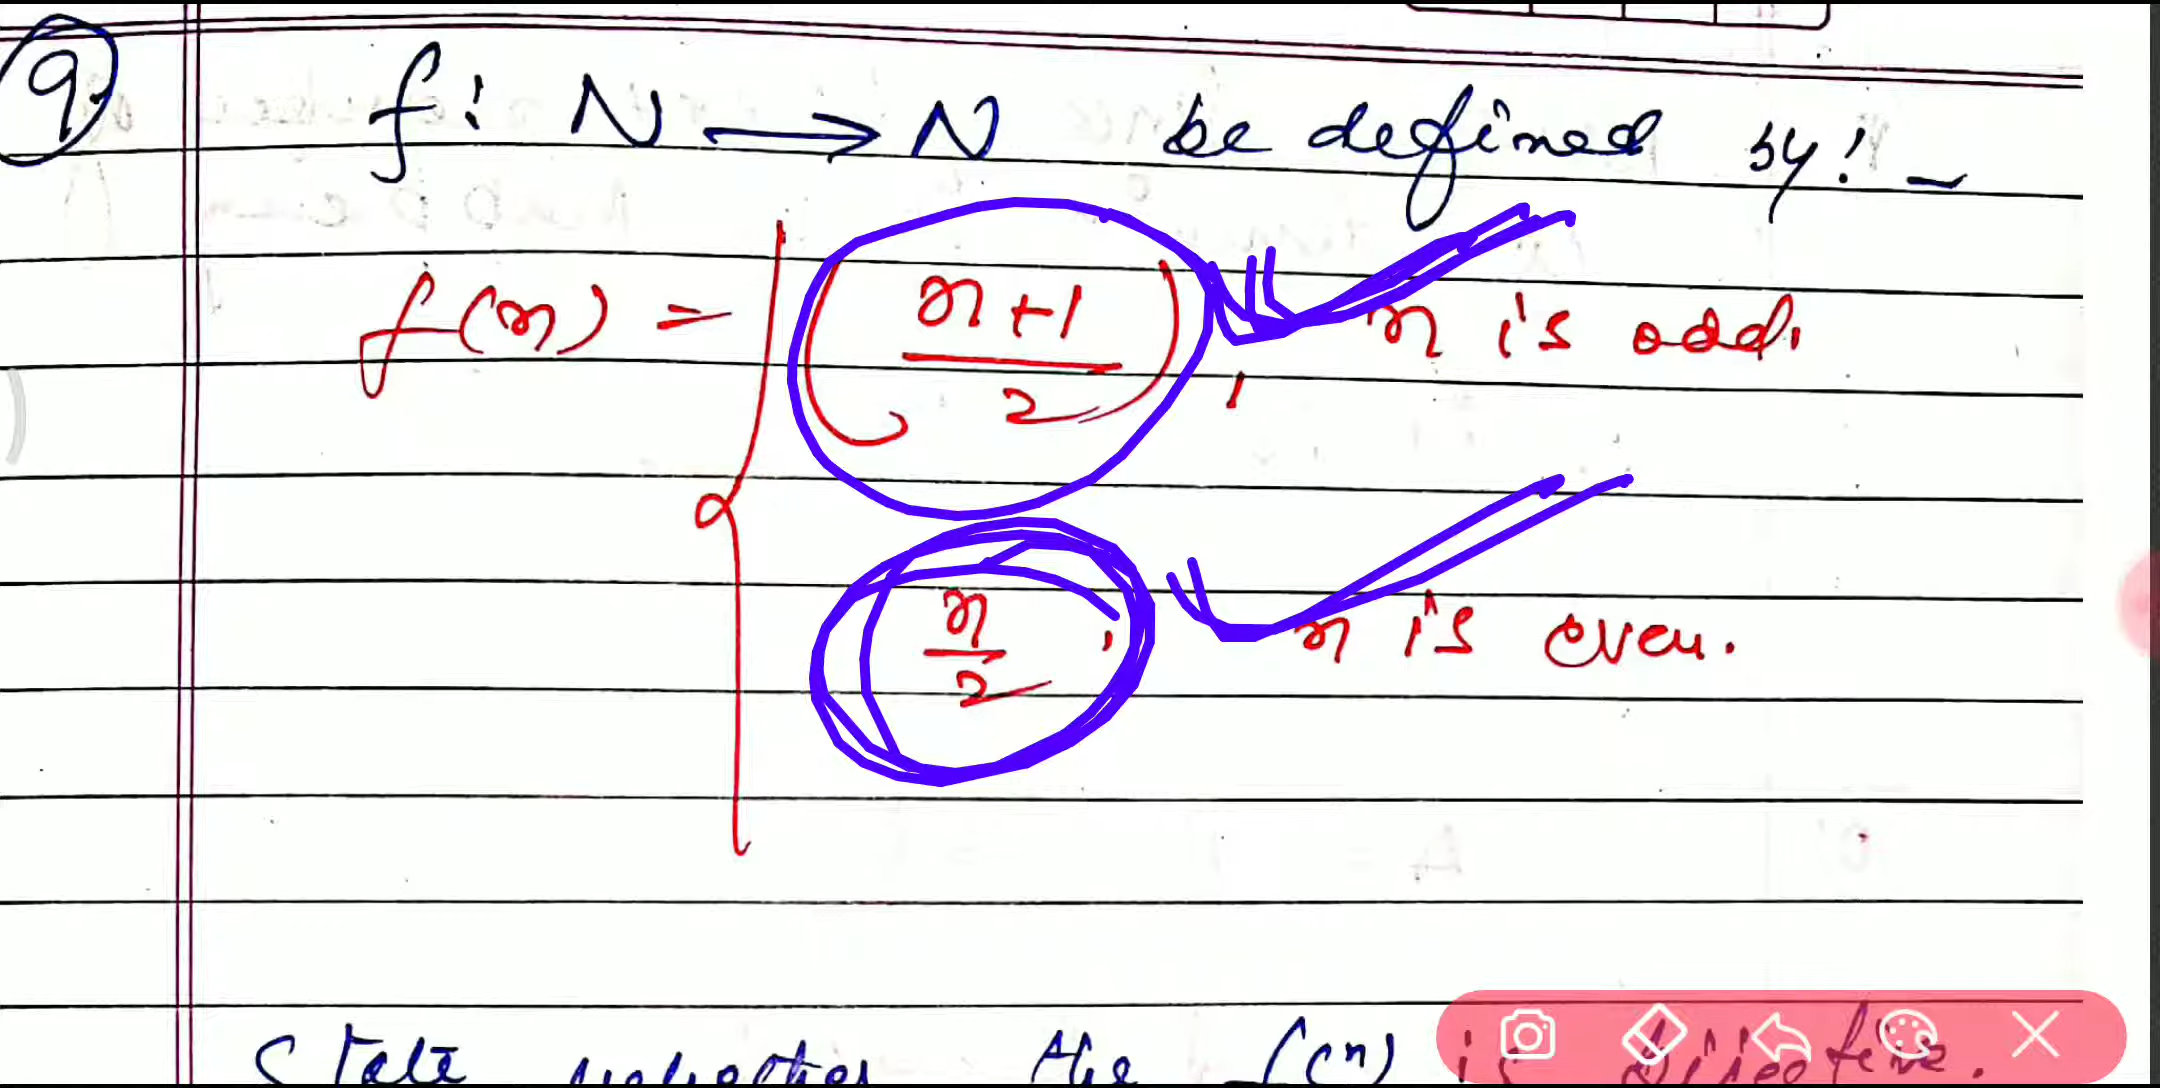 9
f: N → N be defined by:-
f(n) = { (n+1/2), n is odd.
n/2, n is even.
State whether the f(n) is bijective.